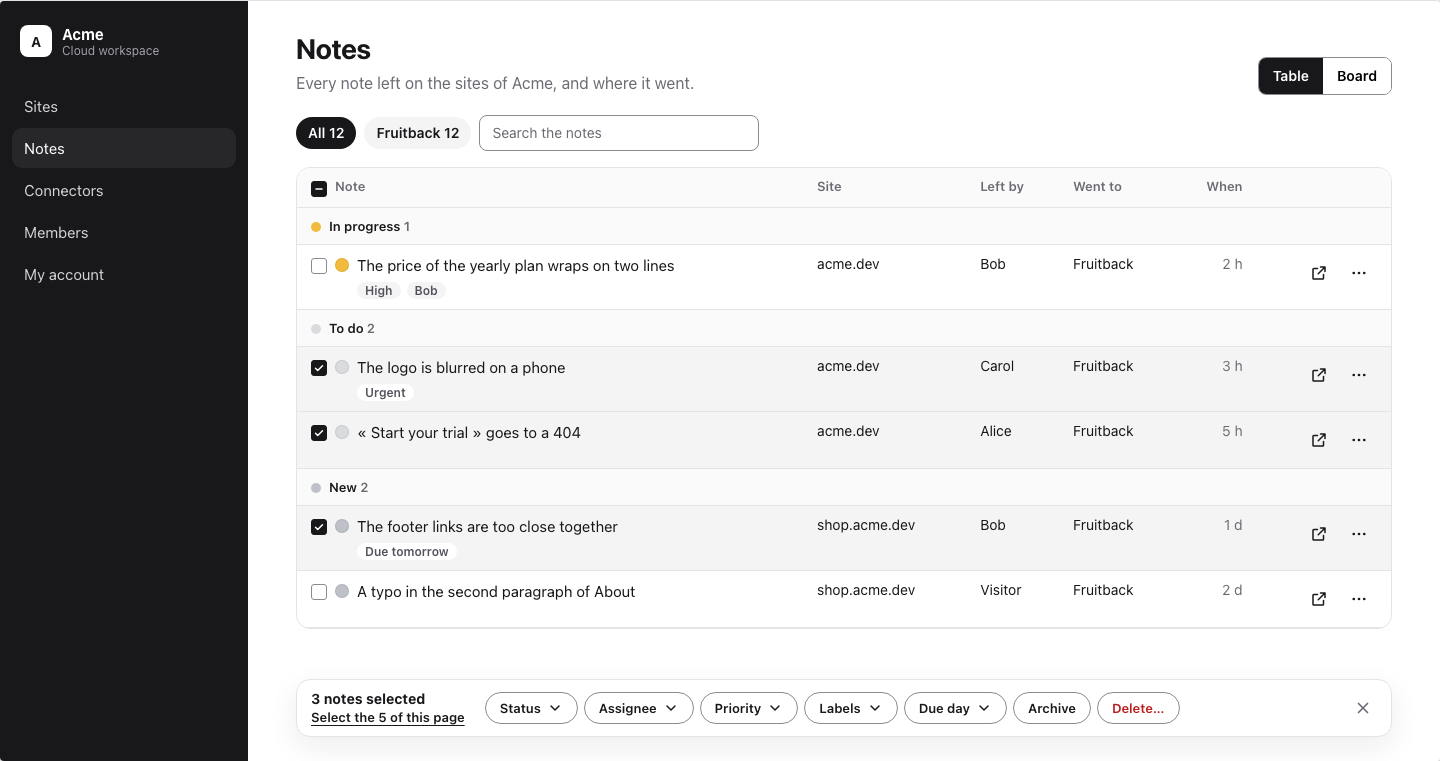 A
Acme
Cloud workspace
Sites
Notes
Connectors
Members
My account
Notes
Every note left on the sites of Acme, and where it went.
Table Board
All 12 Fruitback 12 Search the notes
Note Site Left by Went to When
In progress 1
The price of the yearly plan wraps on two lines acme.dev Bob Fruitback 2 h
High Bob
To do 2
The logo is blurred on a phone acme.dev Carol Fruitback 3 h
Urgent
« Start your trial » goes to a 404 acme.dev Alice Fruitback 5 h
New 2
The footer links are too close together shop.acme.dev Bob Fruitback 1 d
Due tomorrow
A typo in the second paragraph of About shop.acme.dev Visitor Fruitback 2 d
3 notes selected
Select the 5 of this page
Status Assignee Priority Labels Due day Archive Delete...